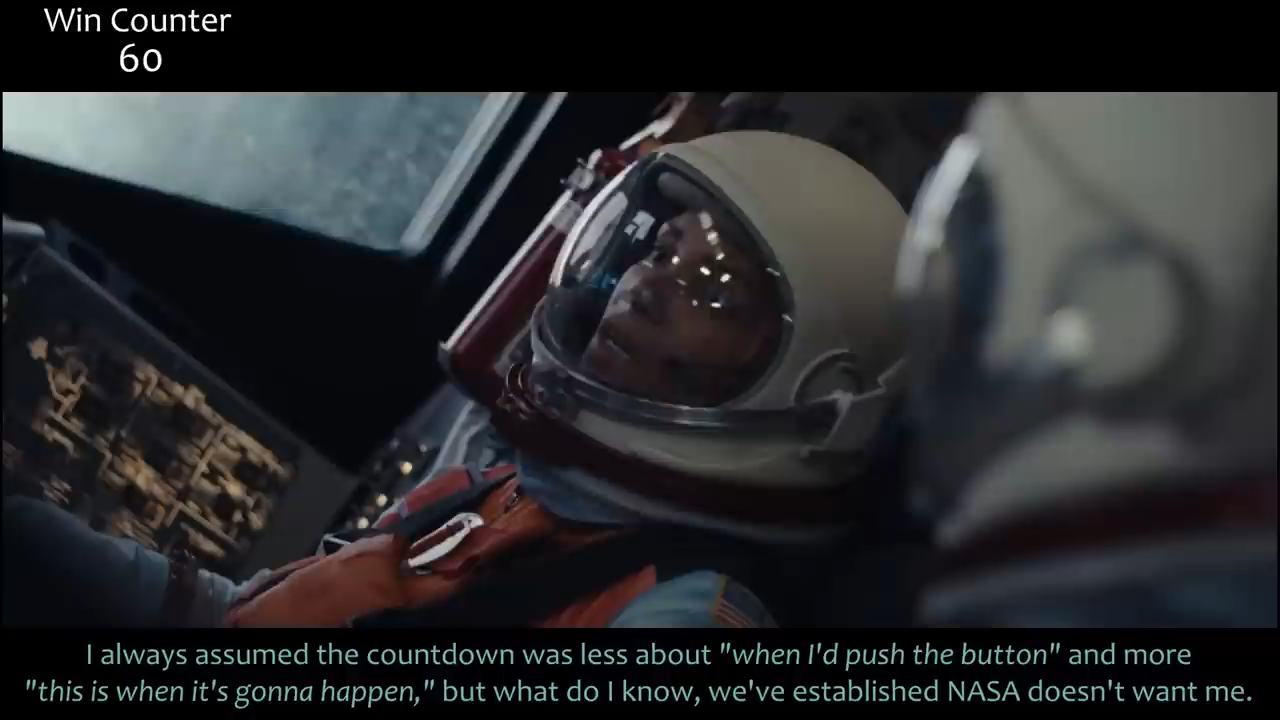 Win Counter
60
I always assumed the countdown was less about "when I'd push the button" and more
"this is when it's gonna happen," but what do I know, we've established NASA doesn't want me.